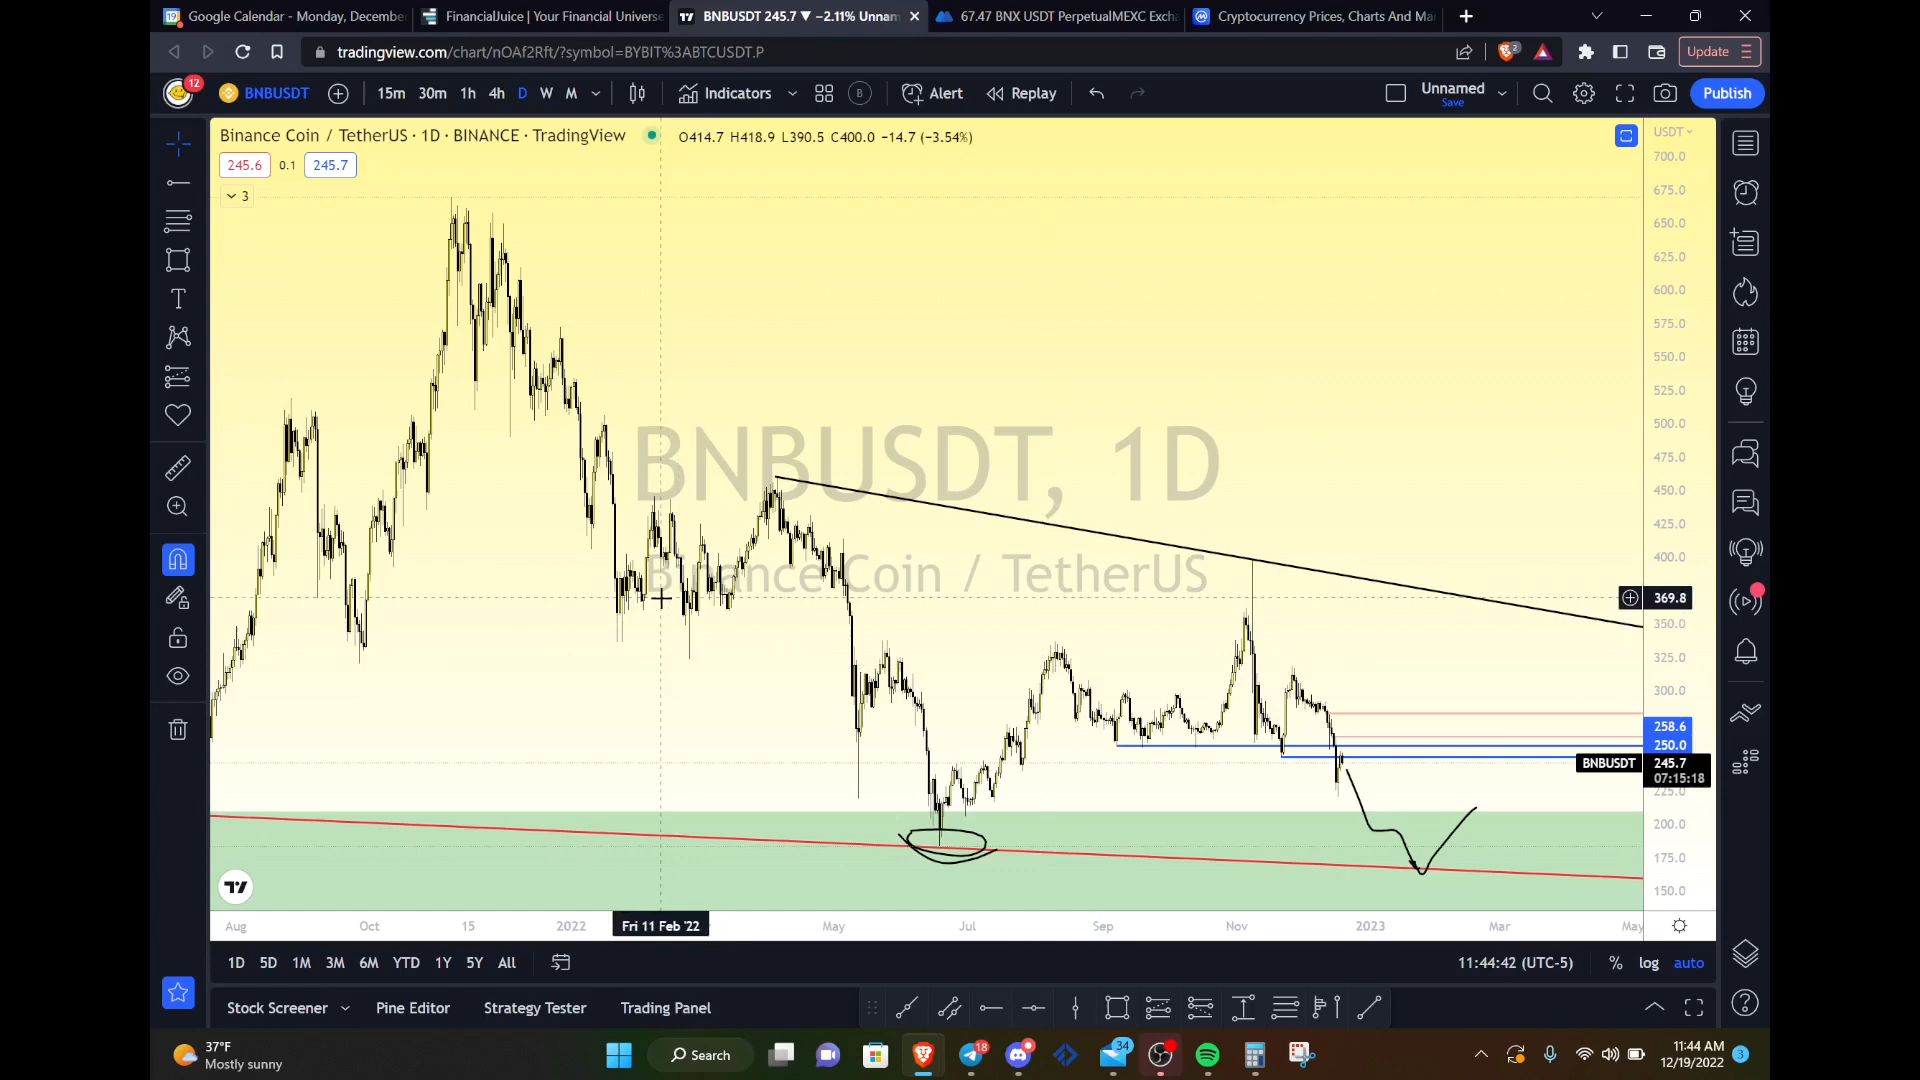 Google Calendar - Monday, December
FinancialJuice | Your Financial Universe
BNBUSDT 245.7 ▼ −2.11% Unnam
67.47 BNX USDT PerpetualMEXC Excha
Cryptocurrency Prices, Charts And Mar
tradingview.com/chart/nOAf2Rft/?symbol=BYBIT%3ABTCUSDT.P
2
Update
12
BNBUSDT
15m 30m 1h 4h D W M
Indicators
B
Alert
Replay
Unnamed
Save
Publish
Binance Coin / TetherUS · 1D · BINANCE · TradingView
O414.7 H418.9 L390.5 C400.0 −14.7 (−3.54%)
USDT
245.6 0.1 245.7
3
BNBUSDT, 1D
Binance Coin / TetherUS
700.0
675.0
650.0
625.0
600.0
575.0
550.0
525.0
500.0
475.0
450.0
425.0
400.0
369.8
350.0
325.0
300.0
258.6
250.0
BNBUSDT 245.7
07:15:18
225.0
200.0
175.0
150.0
Aug Oct 15 2022 Fri 11 Feb '22 May Jul Sep Nov 2023 Mar May
1D 5D 1M 3M 6M YTD 1Y 5Y All
11:44:42 (UTC-5) % log auto
Stock Screener Pine Editor Strategy Tester Trading Panel
37°F
Mostly sunny
Search
18
34
11:44 AM
12/19/2022
3